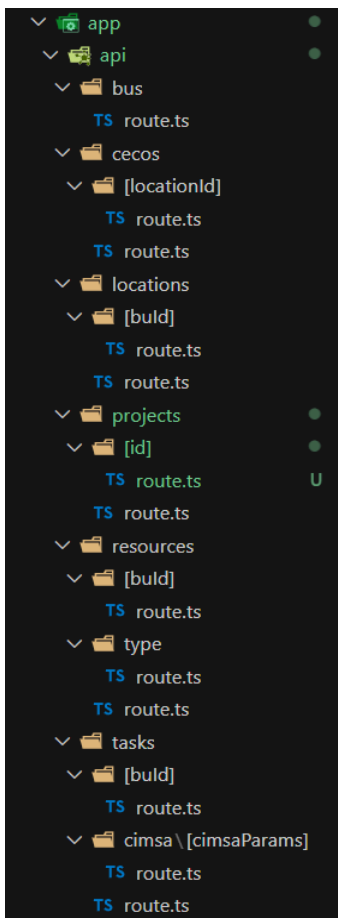 app
api
bus
TS route.ts
cecos
[locationId]
TS route.ts
TS route.ts
locations
[buId]
TS route.ts
TS route.ts
projects
[id]
TS route.ts U
TS route.ts
resources
[buId]
TS route.ts
type
TS route.ts
TS route.ts
tasks
[buId]
TS route.ts
cimsa\[cimsaParams]
TS route.ts
TS route.ts